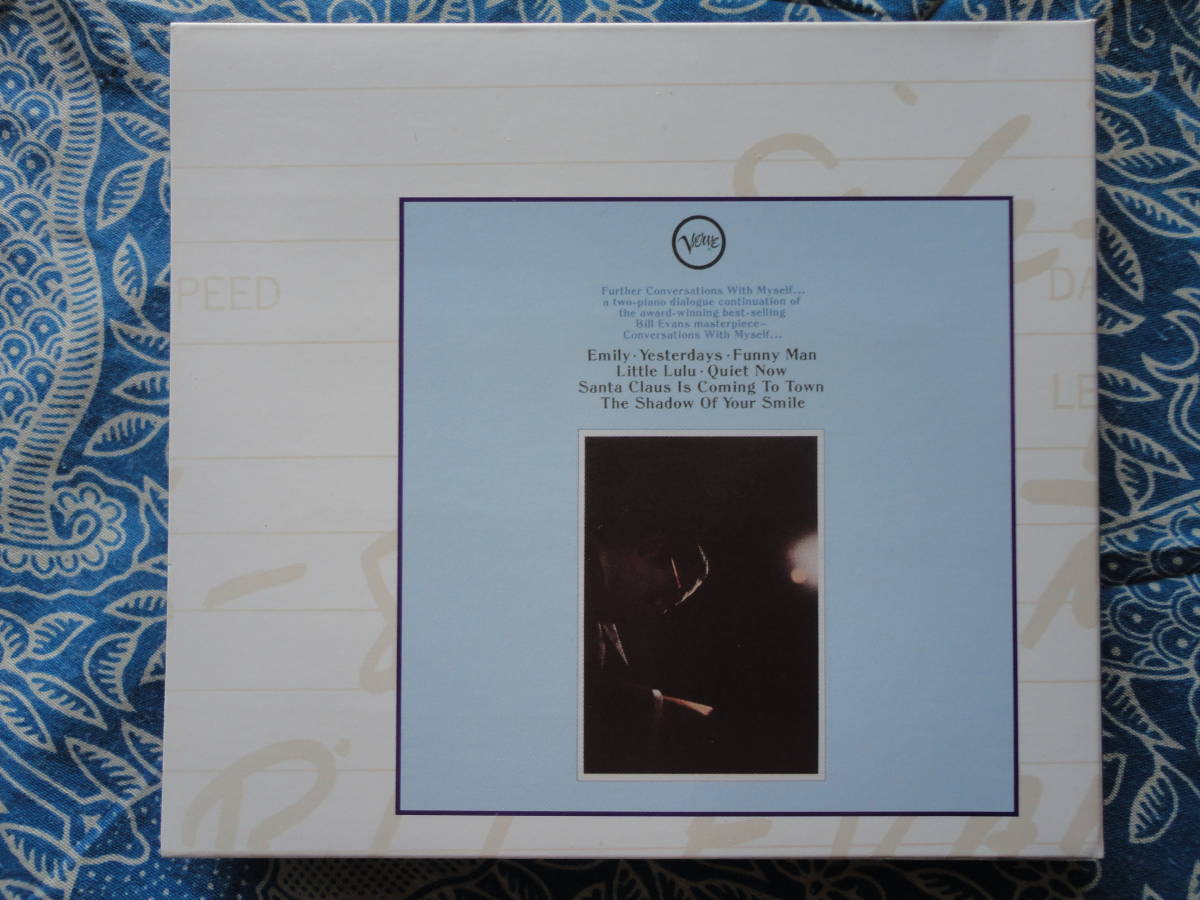 Verve
Further Conversations With Myself...
a two-piano dialogue continuation of
the award-winning best-selling
Bill Evans masterpiece—
Conversations With Myself...
Emily · Yesterdays · Funny Man
Little Lulu · Quiet Now
Santa Claus Is Coming To Town
The Shadow Of Your Smile
PEED
DA
LE